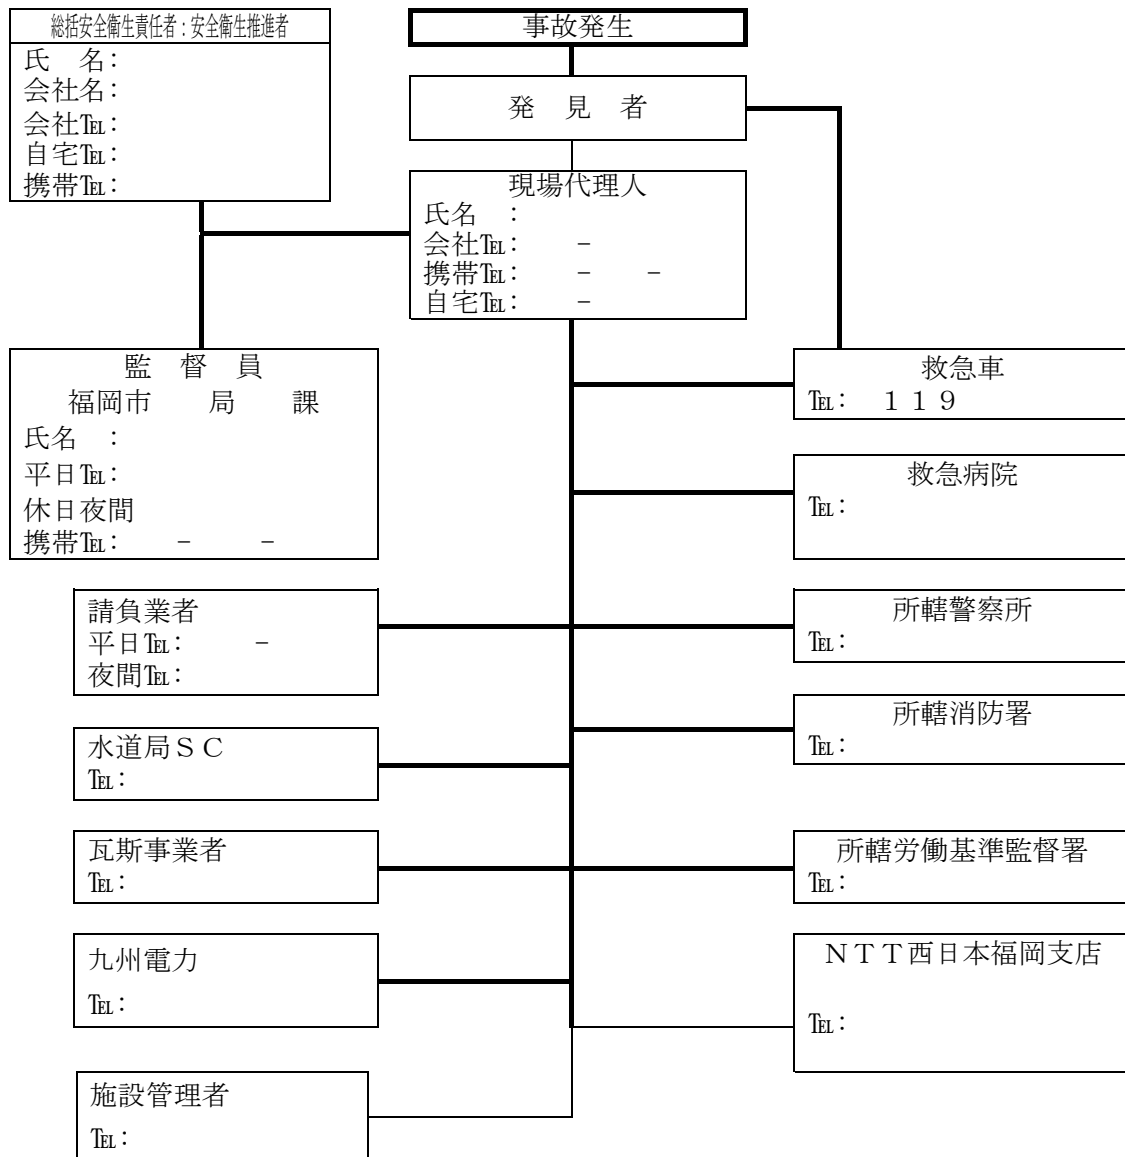 総括安全衛生責任者：安全衛生推進者
氏　名：
会社名：
会社℡：
自宅℡：
携帯℡：
事故発生
発　見　者
現場代理人
氏名　：
会社℡：　　－
携帯℡：　　－　　－
自宅℡：　　－
監　督　員
福岡市　　局　　課
氏名　：
平日℡：
休日夜間
携帯℡：　　－　　－
救急車
℡：　１１９
救急病院
℡：
請負業者
平日℡：　　－
夜間℡：
所轄警察所
℡：
所轄消防署
℡：
水道局ＳＣ
℡：
瓦斯事業者
℡：
所轄労働基準監督署
℡：
九州電力
℡：
ＮＴＴ西日本福岡支店
℡：
施設管理者
℡：